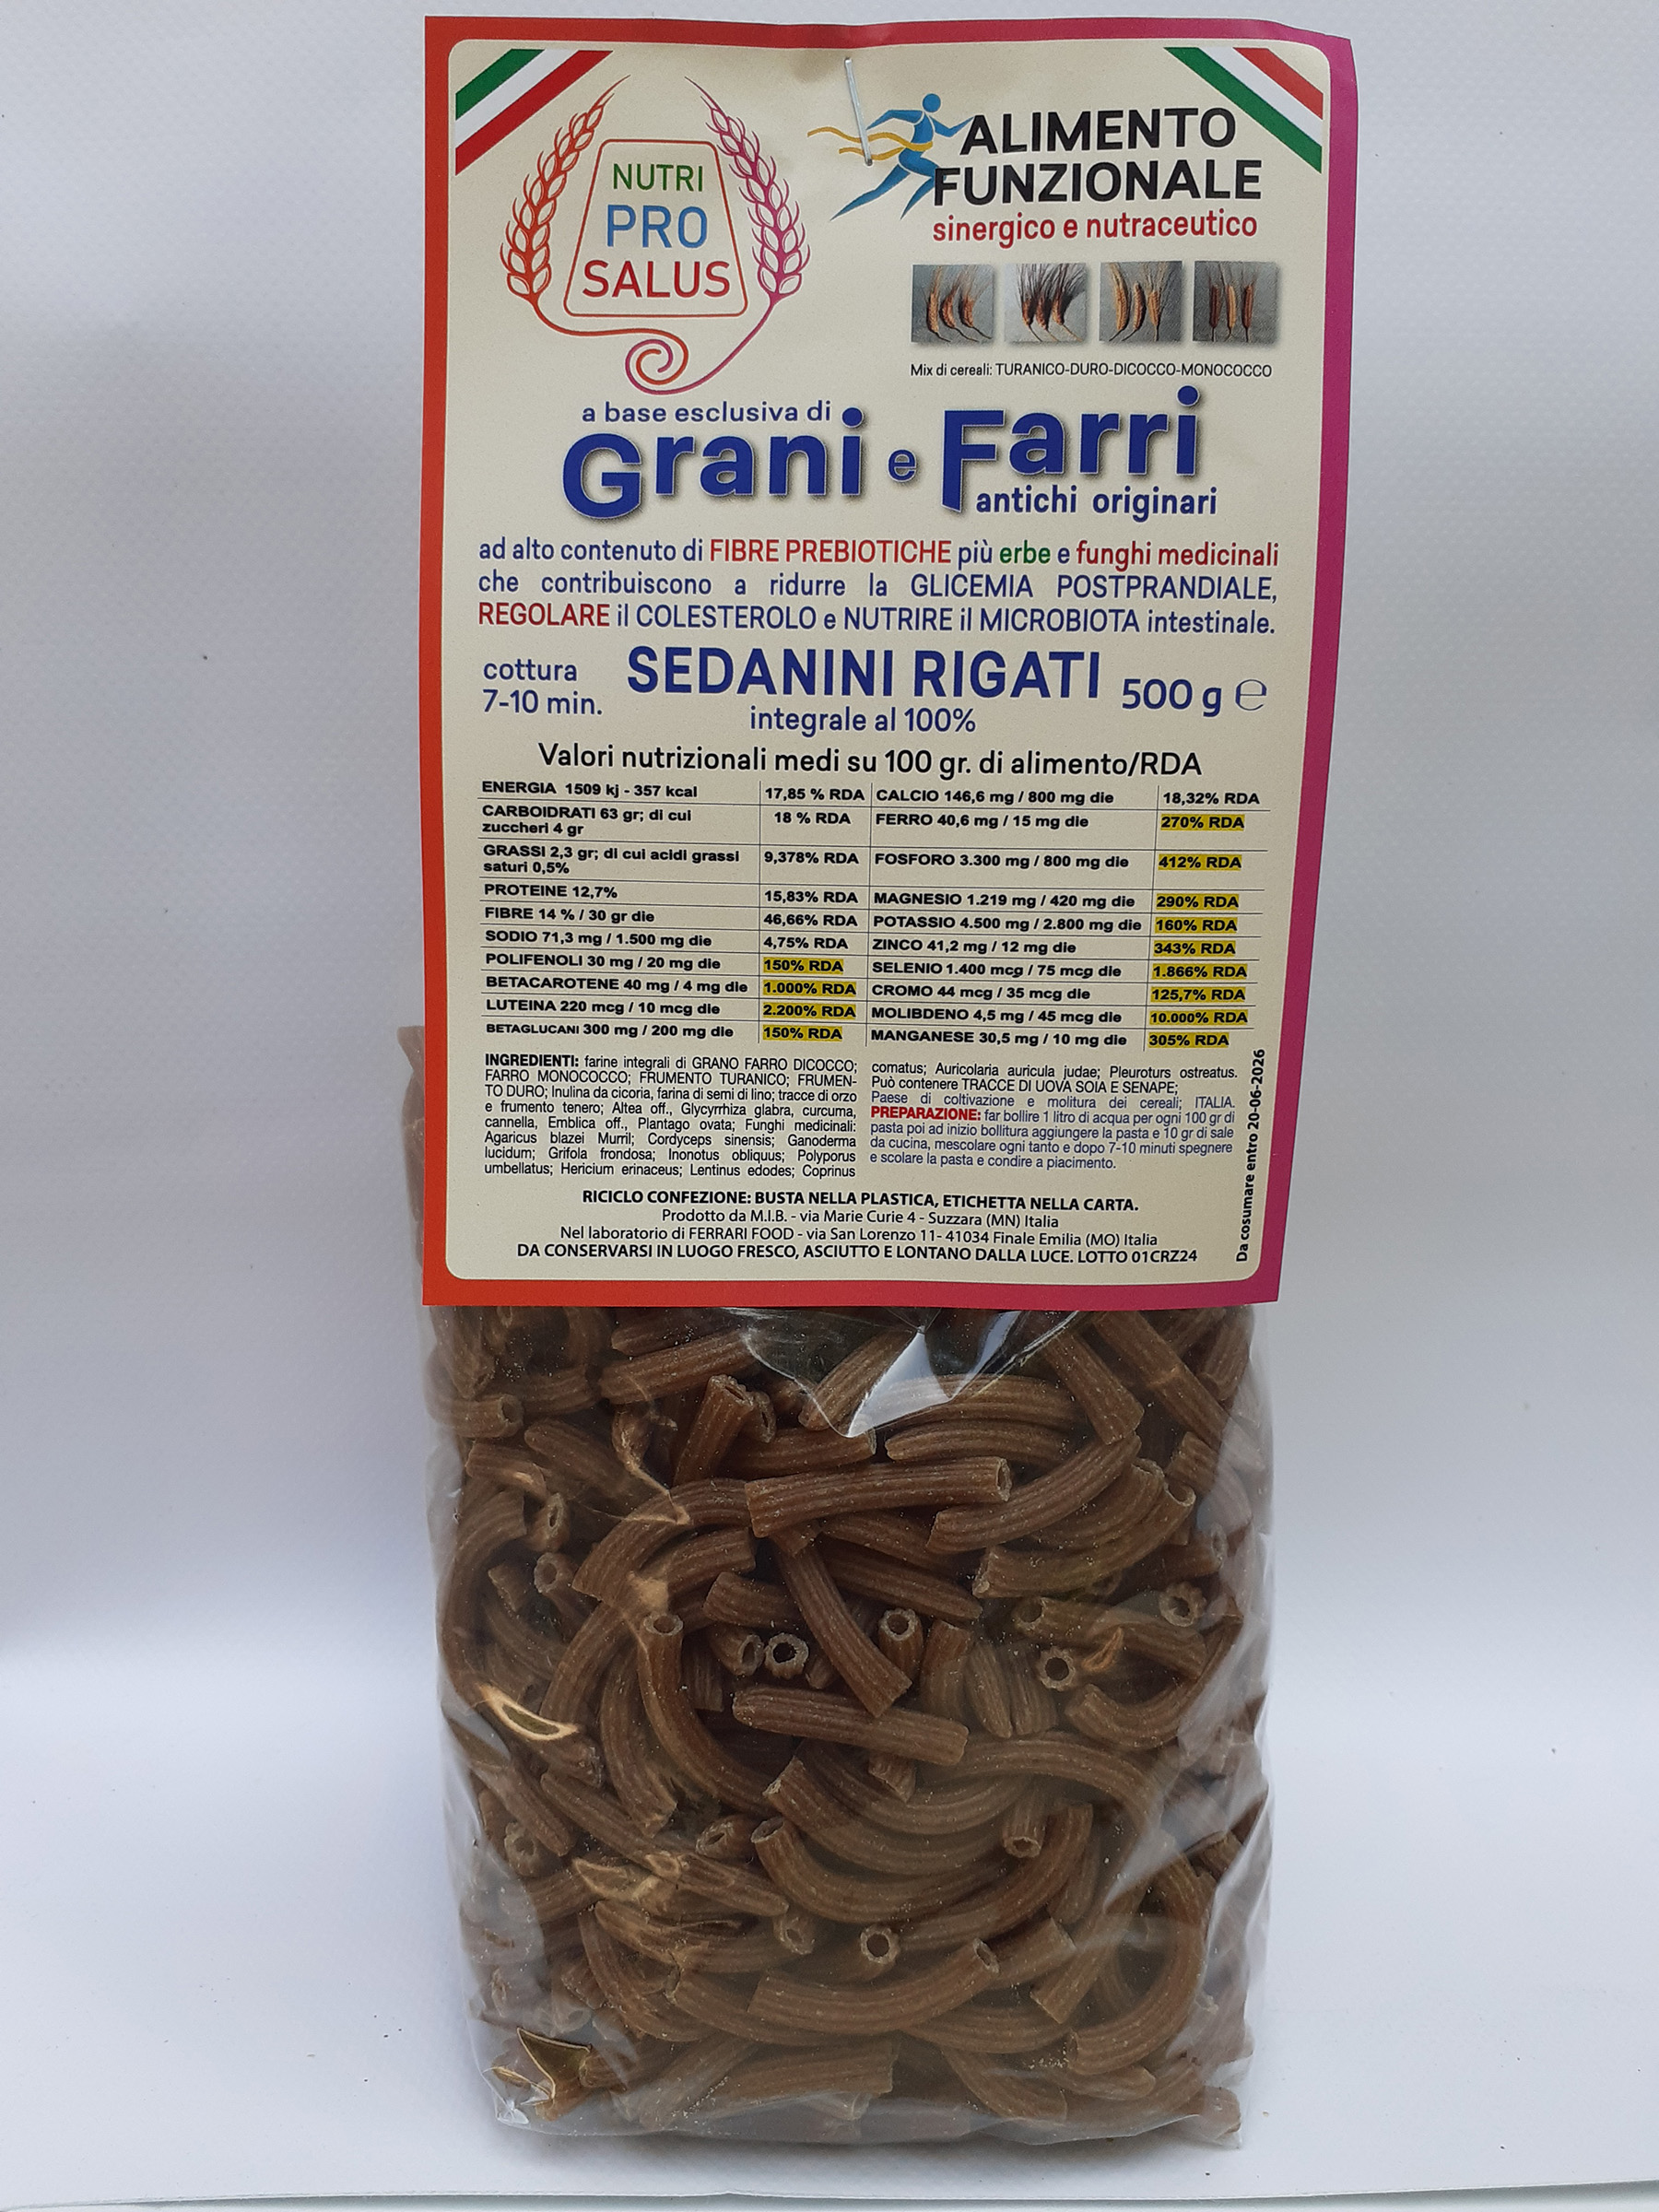 NUTRI
PRO
SALUS
ALIMENTO
FUNZIONALE
sinergico e nutraceutico
Mix di cereali: TURANICO-DURO-DICOCCO-MONOCOCCO
a base esclusiva di
Grani e Farri
antichi originari
ad alto contenuto di FIBRE PREBIOTICHE più erbe e funghi medicinali
che contribuiscono a ridurre la GLICEMIA POSTPRANDIALE,
REGOLARE il COLESTEROLO e NUTRIRE il MICROBIOTA intestinale.
cottura
7-10 min.
SEDANINI RIGATI 500 g ℮
integrale al 100%
Valori nutrizionali medi su 100 gr. di alimento/RDA
ENERGIA 1509 kj - 357 kcal 17,85 % RDA
CARBOIDRATI 63 gr; di cui
zuccheri 4 gr 18 % RDA
GRASSI 2,3 gr; di cui acidi grassi
saturi 0,5% 9,378% RDA
PROTEINE 12,7% 15,83% RDA
FIBRE 14 % / 30 gr die 46,66% RDA
SODIO 71,3 mg / 1.500 mg die 4,75% RDA
POLIFENOLI 30 mg / 20 mg die 150% RDA
BETACAROTENE 40 mg / 4 mg die 1.000% RDA
LUTEINA 220 mcg / 10 mcg die 2.200% RDA
BETAGLUCANI 300 mg / 200 mg die 150% RDA
CALCIO 146,6 mg / 800 mg die 18,32% RDA
FERRO 40,6 mg / 15 mg die 270% RDA
FOSFORO 3.300 mg / 800 mg die 412% RDA
MAGNESIO 1.219 mg / 420 mg die 290% RDA
POTASSIO 4.500 mg / 2.800 mg die 160% RDA
ZINCO 41,2 mg / 12 mg die 343% RDA
SELENIO 1.400 mcg / 75 mcg die 1.866% RDA
CROMO 44 mcg / 35 mcg die 125,7% RDA
MOLIBDENO 4,5 mg / 45 mcg die 10.000% RDA
MANGANESE 30,5 mg / 10 mg die 305% RDA
INGREDIENTI: farine integrali di GRANO FARRO DICOCCO;
FARRO MONOCOCCO; FRUMENTO TURANICO; FRUMEN-
TO DURO; Inulina da cicoria, farina di semi di lino; tracce di orzo
e frumento tenero; Altea off., Glycyrrhiza glabra, curcuma,
cannella, Emblica off., Plantago ovata; Funghi medicinali:
Agaricus blazei Murril; Cordyceps sinensis; Ganoderma
lucidum; Grifola frondosa; Inonotus obliquus; Polyporus
umbellatus; Hericium erinaceus; Lentinus edodes; Coprinus
comatus; Auricolaria auricula judae; Pleuroturs ostreatus.
Può contenere TRACCE DI UOVA SOIA E SENAPE;
Paese di coltivazione e molitura dei cereali; ITALIA.
PREPARAZIONE: far bollire 1 litro di acqua per ogni 100 gr di
pasta poi ad inizio bollitura aggiungere la pasta e 10 gr di sale
da cucina, mescolare ogni tanto e dopo 7-10 minuti spegnere
e scolare la pasta e condire a piacimento.
Da cosumare entro 20-06-2026
RICICLO CONFEZIONE: BUSTA NELLA PLASTICA, ETICHETTA NELLA CARTA.
Prodotto da M.I.B. - via Marie Curie 4 - Suzzara (MN) Italia
Nel laboratorio di FERRARI FOOD - via San Lorenzo 11- 41034 Finale Emilia (MO) Italia
DA CONSERVARSI IN LUOGO FRESCO, ASCIUTTO E LONTANO DALLA LUCE. LOTTO 01CRZ24